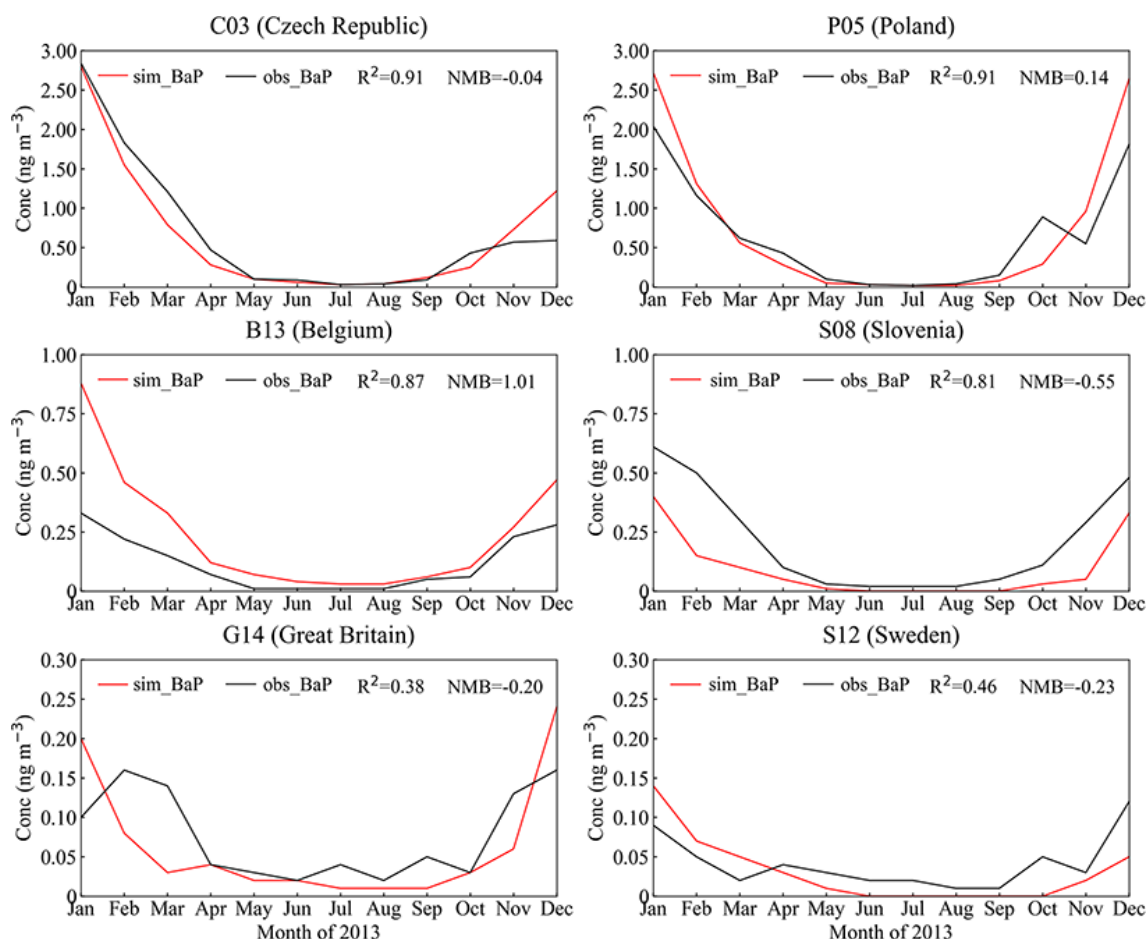 C03 (Czech Republic)
3.00
2.50
2.00
1.50
1.00
0.50
0
Conc (ng m⁻³)
sim_BaP obs_BaP R²=0.91 NMB=-0.04
Jan Feb Mar Apr May Jun Jul Aug Sep Oct Nov Dec
P05 (Poland)
3.00
2.50
2.00
1.50
1.00
0.50
0
Conc (ng m⁻³)
sim_BaP obs_BaP R²=0.91 NMB=0.14
Jan Feb Mar Apr May Jun Jul Aug Sep Oct Nov Dec
B13 (Belgium)
1.00
0.75
0.50
0.25
0
Conc (ng m⁻³)
sim_BaP obs_BaP R²=0.87 NMB=1.01
Jan Feb Mar Apr May Jun Jul Aug Sep Oct Nov Dec
S08 (Slovenia)
1.00
0.75
0.50
0.25
0
Conc (ng m⁻³)
sim_BaP obs_BaP R²=0.81 NMB=-0.55
Jan Feb Mar Apr May Jun Jul Aug Sep Oct Nov Dec
G14 (Great Britain)
0.30
0.25
0.20
0.15
0.10
0.05
0
Conc (ng m⁻³)
sim_BaP obs_BaP R²=0.38 NMB=-0.20
Jan Feb Mar Apr May Jun Jul Aug Sep Oct Nov Dec
Month of 2013
S12 (Sweden)
0.30
0.25
0.20
0.15
0.10
0.05
0
Conc (ng m⁻³)
sim_BaP obs_BaP R²=0.46 NMB=-0.23
Jan Feb Mar Apr May Jun Jul Aug Sep Oct Nov Dec
Month of 2013